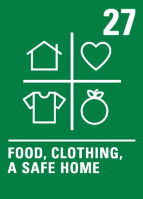 27
FOOD, CLOTHING,
A SAFE HOME